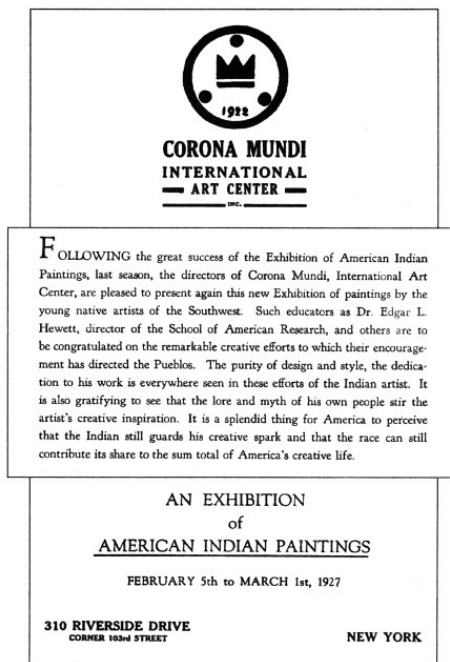 1922
CORONA MUNDI
INTERNATIONAL
ART CENTER
INC.
FOLLOWING the great success of the Exhibition of American Indian
Paintings, last season, the directors of Corona Mundi, International Art
Center, are pleased to present again this new Exhibition of paintings by the
young native artists of the Southwest. Such educators as Dr. Edgar L.
Hewett, director of the School of American Research, and others are to
be congratulated on the remarkable creative efforts to which their encourage-
ment has directed the Pueblos. The purity of design and style, the dedica-
tion to his work is everywhere seen in these efforts of the Indian artist. It
is also gratifying to see that the lore and myth of his own people stir the
artist's creative inspiration. It is a splendid thing for America to perceive
that the Indian still guards his creative spark and that the race can still
contribute its share to the sum total of America's creative life.
AN EXHIBITION
of
AMERICAN INDIAN PAINTINGS
FEBRUARY 5th to MARCH 1st, 1927
310 RIVERSIDE DRIVE
CORNER 103rd STREET
NEW YORK